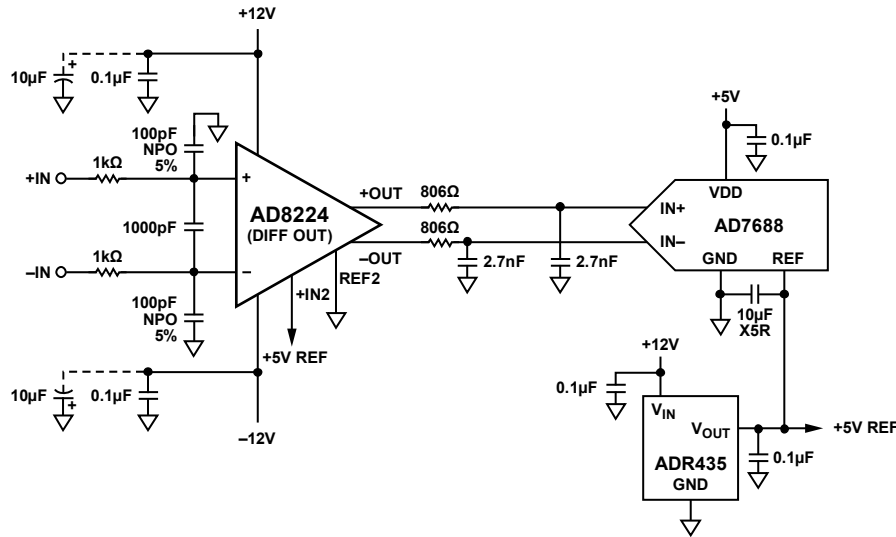 +12V
10µF
+
0.1µF
100pF
NPO
5%
+IN
1kΩ
+
1000pF
AD8224
(DIFF OUT)
–IN
1kΩ
–
100pF
NPO
5%
+OUT
806Ω
806Ω
–OUT
+IN2
REF2
2.7nF
2.7nF
+5V REF
10µF
+
0.1µF
–12V
+5V
0.1µF
VDD
IN+
AD7688
IN–
GND
REF
10µF
X5R
+12V
0.1µF
VIN
VOUT
+5V REF
ADR435
0.1µF
GND